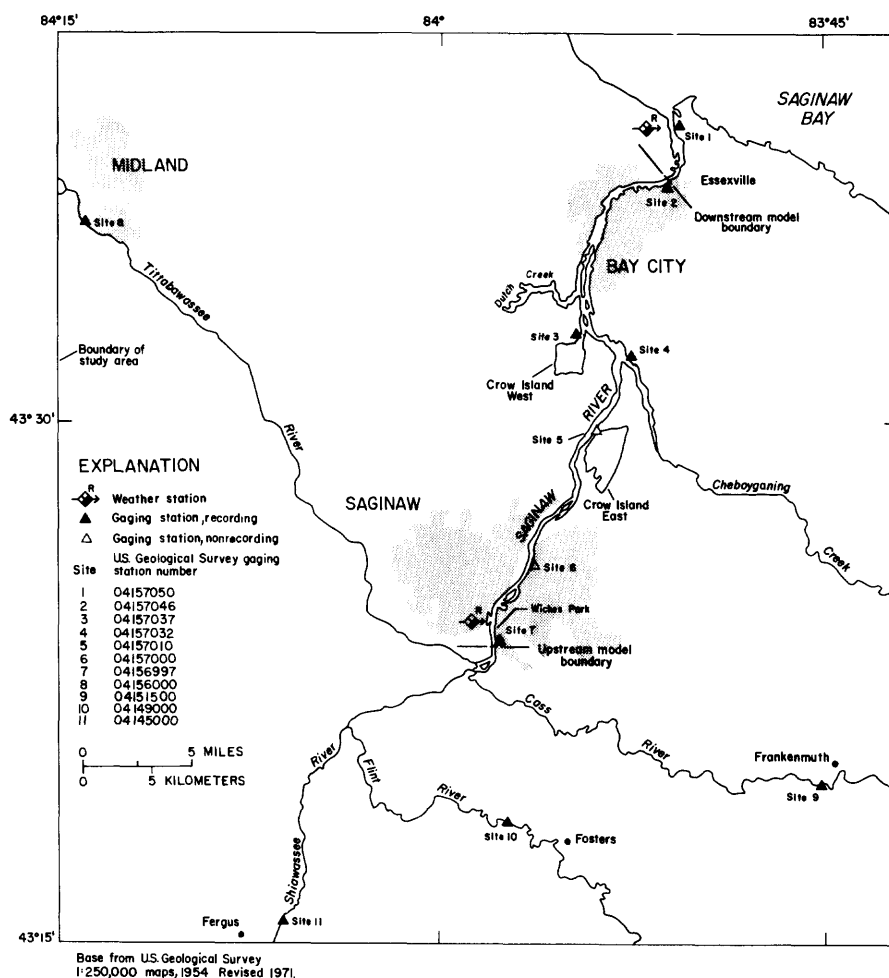 84°15'
84°
83°45'
SAGINAW
BAY
R
Site 1
MIDLAND
Essexville
Site 2
Downstream model
boundary
Site 8
BAY CITY
Tittabawassee
River
Dutch
Creek
Site 3
Site 4
Boundary of
study area
Crow Island
West
RIVER
43°30'
Site 5
EXPLANATION
R
Weather station
Gaging station, recording
Gaging station, nonrecording
Site
U.S. Geological Survey gaging
station number
1 04157050
2 04157046
3 04157037
4 04157032
5 04157010
6 04157000
7 04156997
8 04156000
9 04151500
10 04149000
11 04145000
0 5 MILES
0 5 KILOMETERS
SAGINAW
SAGINAW
Crow Island
East
Cheboyganing
Creek
Site 6
R
Wickes Park
Site 7
Upstream model
boundary
Cass
River
Frankenmuth
Site 9
River
Flint
River
Site 10
Fosters
Shiawassee
Fergus
Site 11
43°15'
Base from U.S. Geological Survey
1:250,000 maps, 1954 Revised 1971.